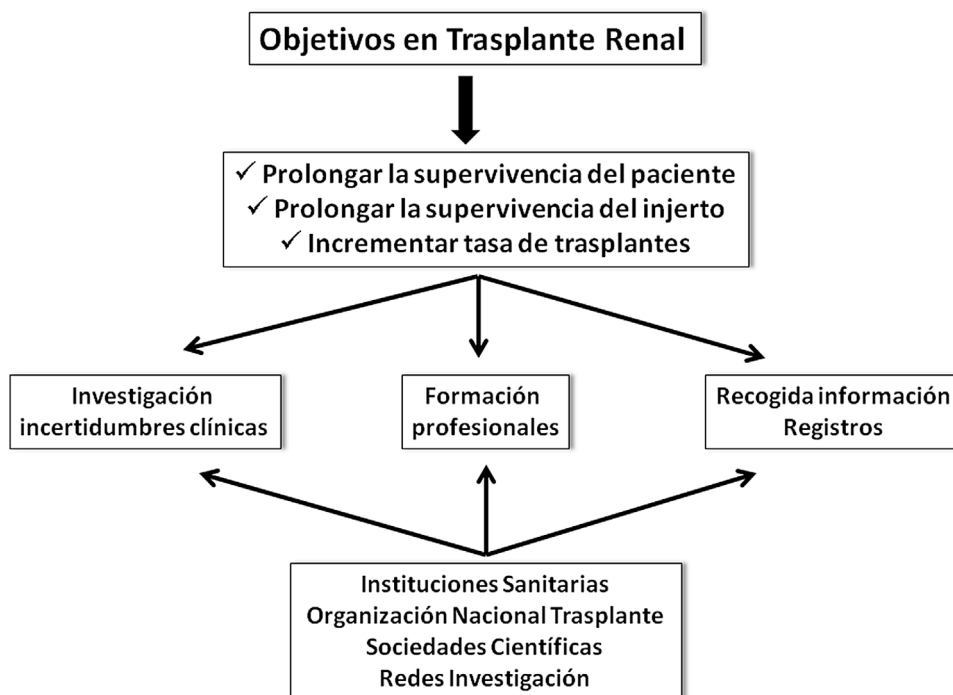 Objetivos en Trasplante Renal
✓ Prolongar la supervivencia del paciente
✓ Prolongar la supervivencia del injerto
✓ Incrementar tasa de trasplantes
Investigación
incertidumbres clínicas
Formación
profesionales
Recogida información
Registros
Instituciones Sanitarias
Organización Nacional Trasplante
Sociedades Científicas
Redes Investigación